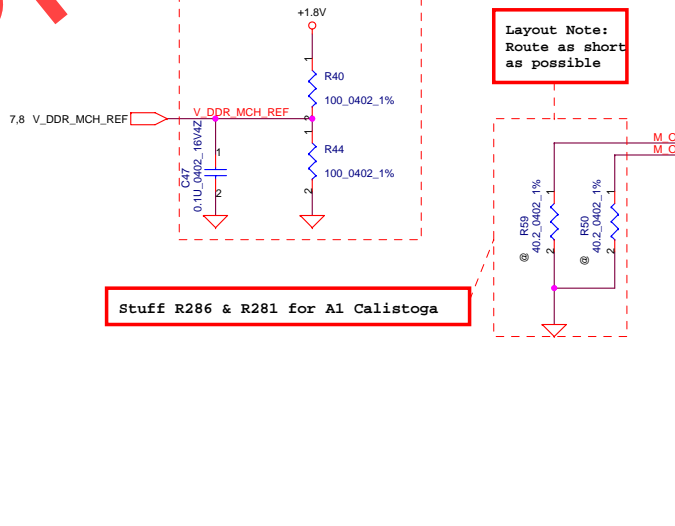 +1.8V
Layout Note:
Route as short
as possible
1
R40
100_0402_1%
2
7,8 V_DDR_MCH_REF
V_DDR_MCH_REF
1
R44
100_0402_1%
2
C47
0.1U_0402_16V4Z
1
2
M_O
M_O
R59
40.2_0402_1%
@
1
2
R50
40.2_0402_1%
@
1
2
Stuff R286 & R281 for A1 Calistoga